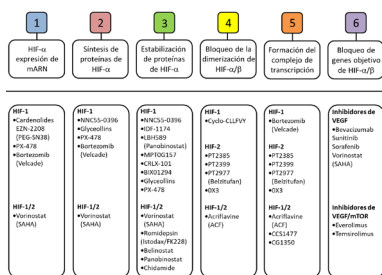 1
2
3
4
5
6
HIF-α
expresión de
mARN
Síntesis de
proteínas de
HIF-α
Estabilización
de proteínas
de HIF-α
Bloqueo de la
dimerización de
HIF-α/β
Formación del
complejo de
transcripción
Bloqueo de
genes objetivo
de HIF-α/β
HIF-1
•Cardenolides
EZN-2208
(PEG-SN38)
•PX-478
•Bortezomib
(Velcade)
HIF-1/2
•Vorinostat
(SAHA)
HIF-1
•NNC55-0396
•Glyceollins
•PX-478
•Bortezomib
(Velcade)
HIF-1/2
•Vorinostat
(SAHA)
HIF-1
•NNC55-0396
•IDF-1174
•LBH589
(Panobinostat)
•MPT0G157
•CRLX-101
•BIX01294
•Glyceollins
•PX-478
HIF-1/2
•Vorinostat
(SAHA)
•Romidepsin
(Istodax/FK228)
•Belinostat
•Panobinostat
•Chidamide
HIF-1
•Cyclo-CLLFVY
HIF-2
•PT2385
•PT2399
•PT2977
(Belzitufan)
•0X3
HIF-1/2
•Acriflavine
(ACF)
HIF-1
•Bortezomib
(Velcade)
HIF-2
•PT2385
•PT2399
•PT2977
(Belzitufan)
•0X3
HIF-1/2
•Acriflavine
(ACF)
•CCS1477
•CG1350
Inhibidores de
VEGF
•Bevacizumab
Sunitinib
Sorafenib
Vorinostat
(SAHA)
Inhibidores de
VEGF/mTOR
•Everolimus
•Temsirolimus